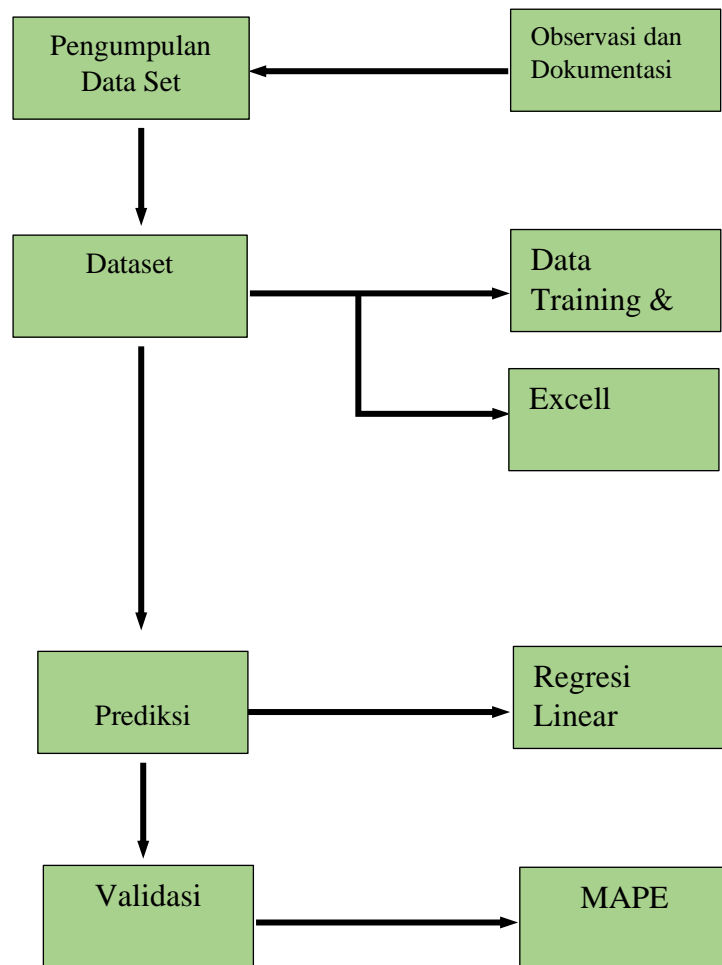 Pengumpulan
Data Set
Observasi dan
Dokumentasi
Dataset
Data
Training &
Excell
Prediksi
Regresi
Linear
Validasi
MAPE